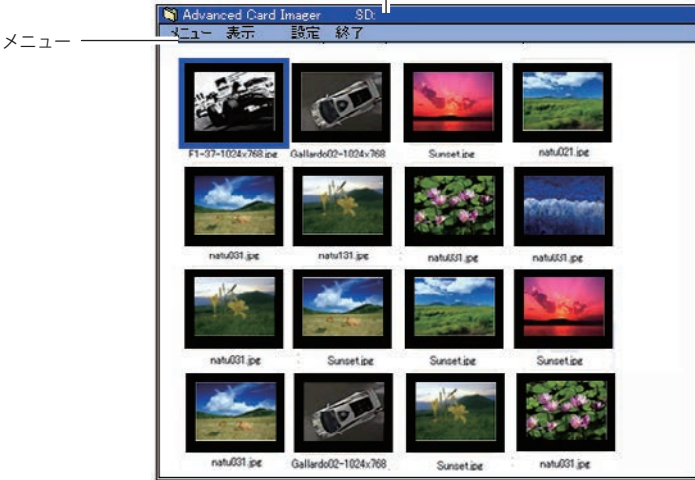 Advanced Card Imager SD:
メニュー
メニュー 表示 設定 終了
F1-37-1024x768.jpg Gallardo02-1024x768 Sunset.jpg natu021.jpg
natu031.jpg natu131.jpg natu031.jpg natu031.jpg
natu031.jpg Sunset.jpg Sunset.jpg Sunset.jpg
natu031.jpg Gallardo02-1024x768 Sunset.jpg natu031.jpg